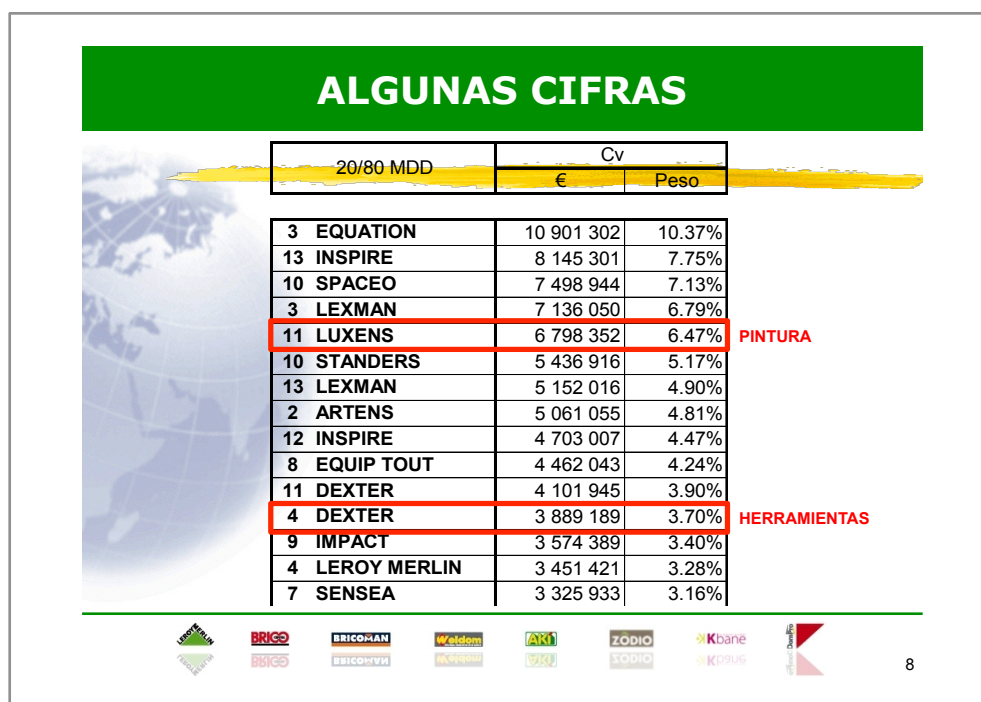 ALGUNAS CIFRAS
20/80 MDD Cv
€ Peso
3 EQUATION 10 901 302 10.37%
13 INSPIRE 8 145 301 7.75%
10 SPACEO 7 498 944 7.13%
3 LEXMAN 7 136 050 6.79%
11 LUXENS 6 798 352 6.47% PINTURA
10 STANDERS 5 436 916 5.17%
13 LEXMAN 5 152 016 4.90%
2 ARTENS 5 061 055 4.81%
12 INSPIRE 4 703 007 4.47%
8 EQUIP TOUT 4 462 043 4.24%
11 DEXTER 4 101 945 3.90%
4 DEXTER 3 889 189 3.70% HERRAMIENTAS
9 IMPACT 3 574 389 3.40%
4 LEROY MERLIN 3 451 421 3.28%
7 SENSEA 3 325 933 3.16%
LEROY MERLIN BRICO BRICOMAN Weldom AKI ZÔDIO Kbane DomPro
8